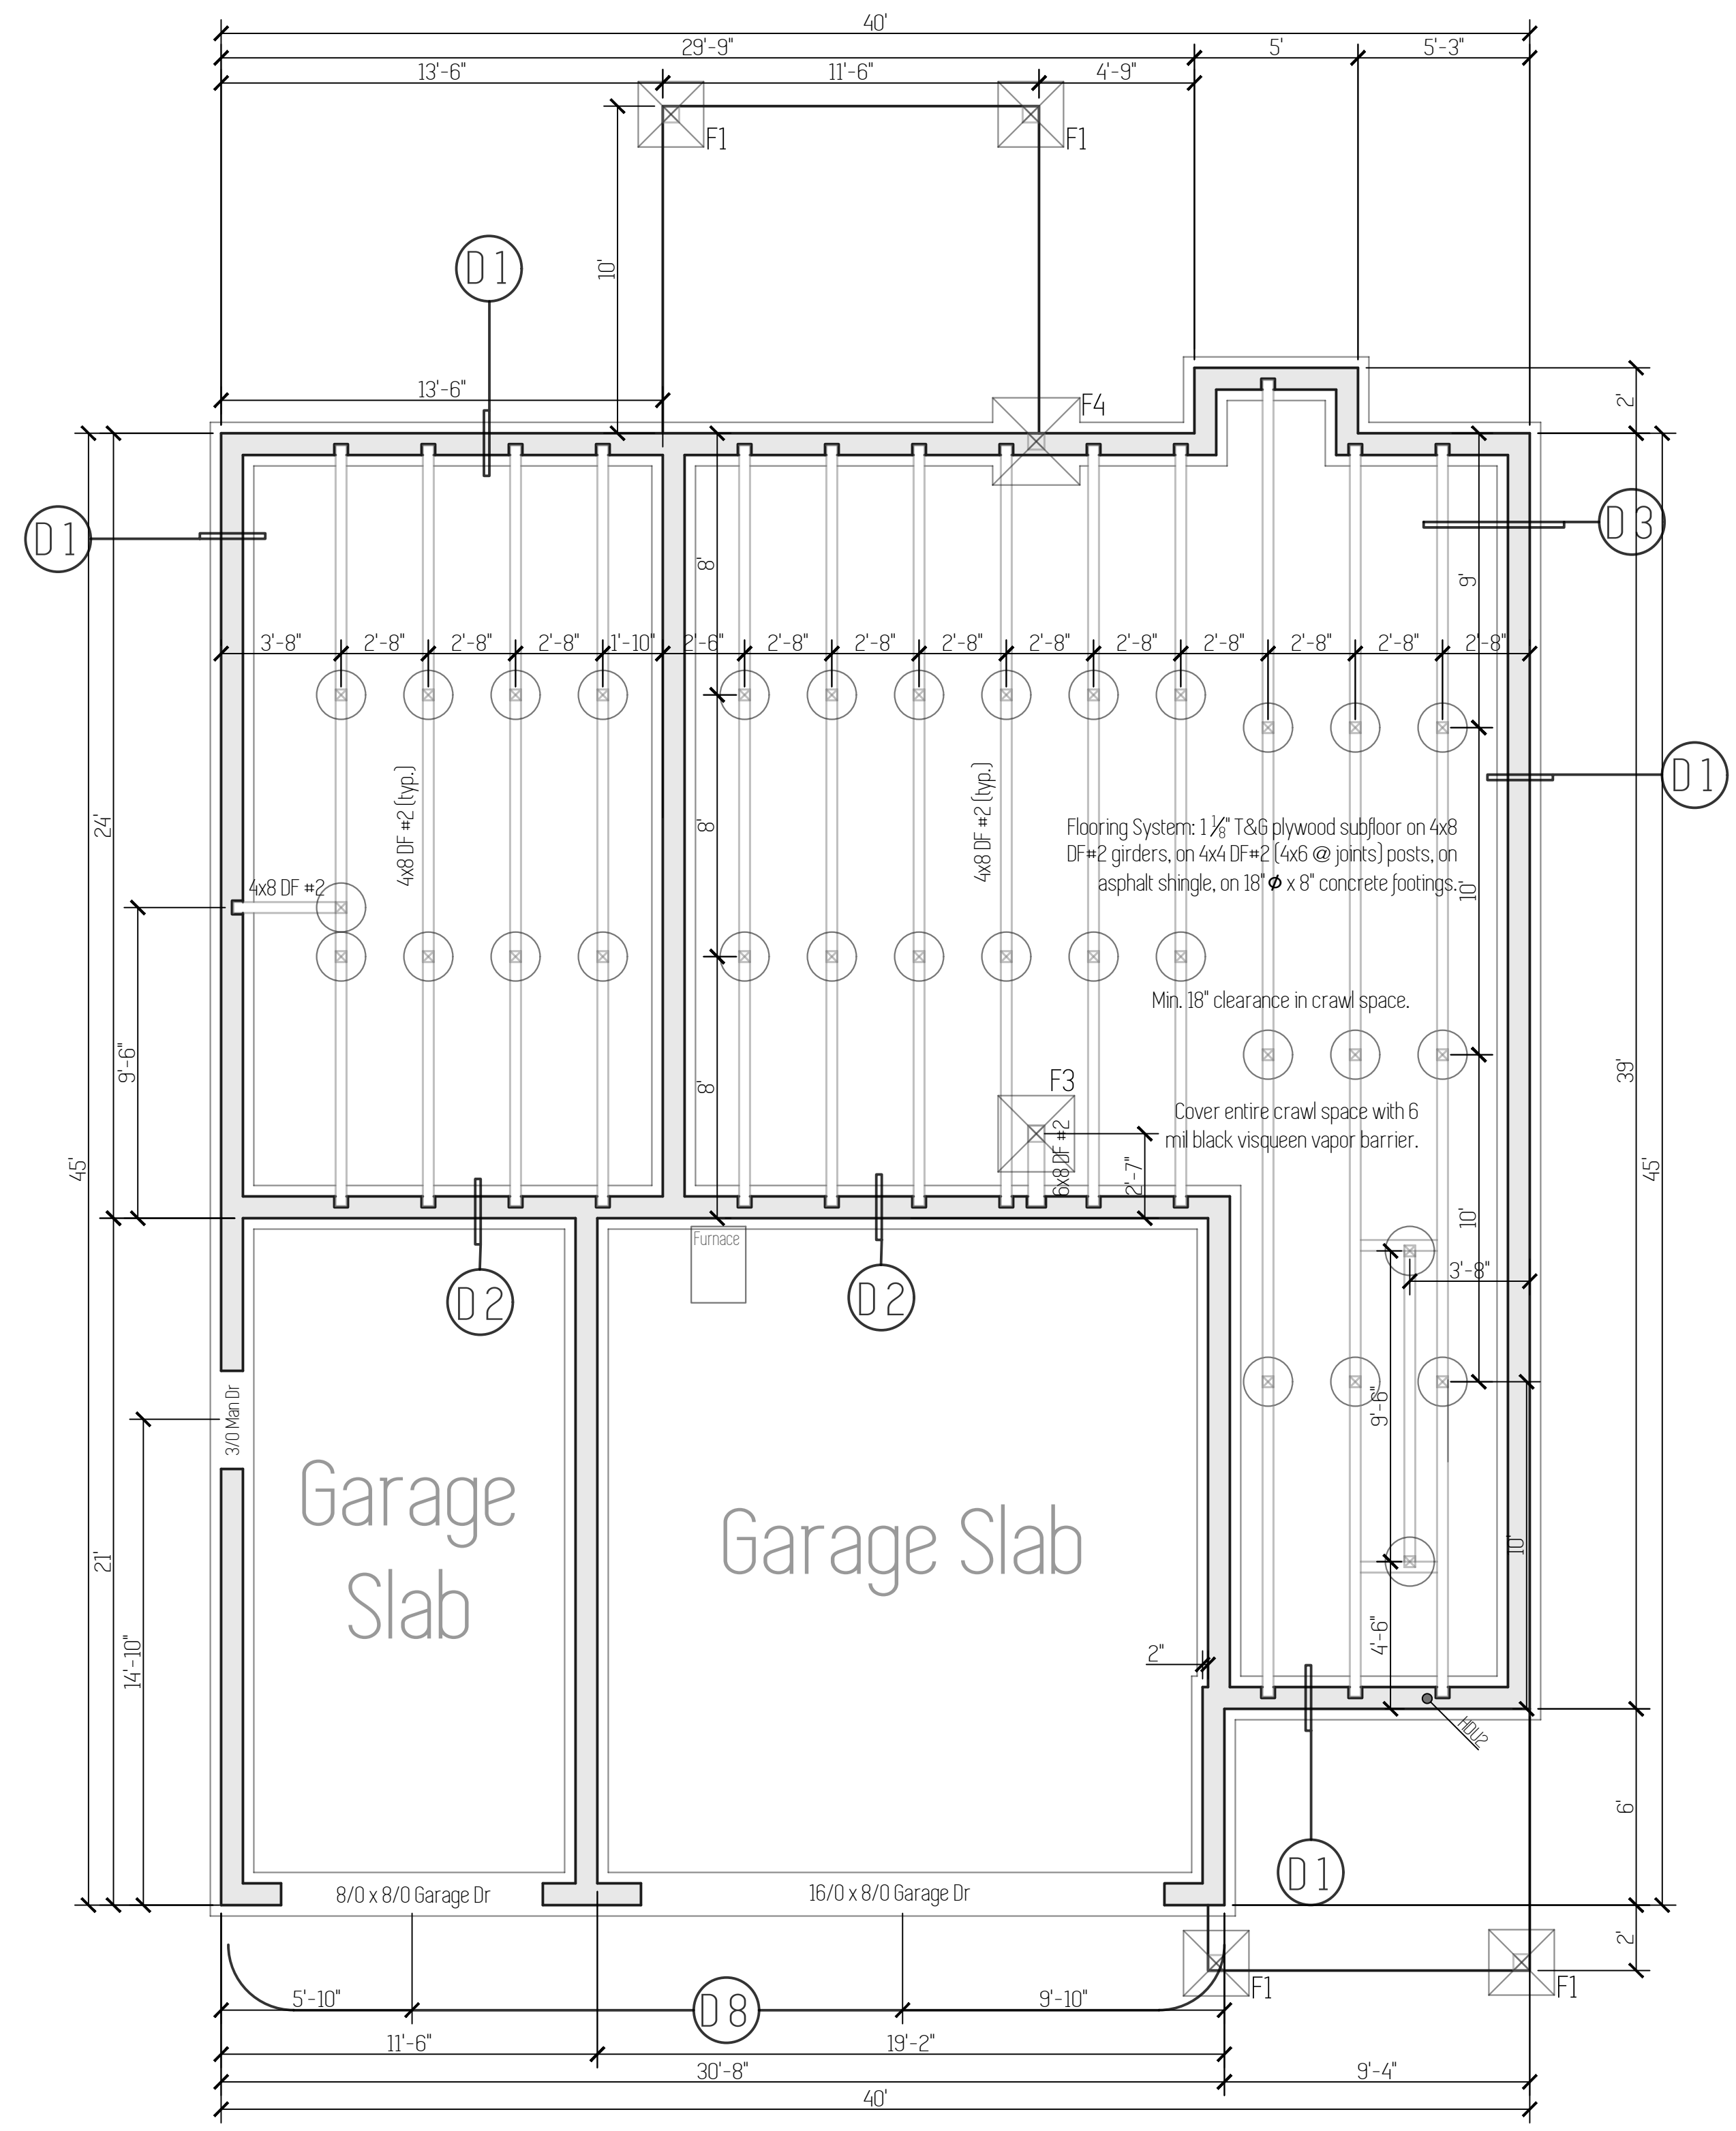 40'
29'-9"
5'
5'-3"
13'-6"
11'-6"
4'-9"
F1
F1
D1
10'
13'-6"
F4
2'
D1
D3
8'
9'
3'-8"
2'-8"
2'-8"
2'-8"
1'-10"
2'-6"
2'-8"
2'-8"
2'-8"
2'-8"
2'-8"
2'-8"
2'-8"
2'-8"
2'-8"
D1
24'
4x8 DF #2 (typ.)
8'
4x8 DF #2 (typ.)
Flooring System: 1 1/8" T&G plywood subfloor on 4x8
DF#2 girders, on 4x4 DF#2 (4x6 @ joints) posts, on
asphalt shingle, on 18"Φ x 8" concrete footings.
10'
4x8 DF #2
Min. 18" clearance in crawl space.
9'-6"
8'
F3
39'
Cover entire crawl space with 6
mil black visqueen vapor barrier.
6x8 DF #2
2'-7"
45'
45'
10'
Furnace
3'-8"
D2
D2
3/0 Man Dr
9'-6"
Garage
Slab
Garage Slab
21'
10'
14'-10"
4'-6"
2"
HDU2
6'
D1
8/0 x 8/0 Garage Dr
16/0 x 8/0 Garage Dr
2'
F1
F1
5'-10"
D8
9'-10"
11'-6"
19'-2"
30'-8"
9'-4"
40'